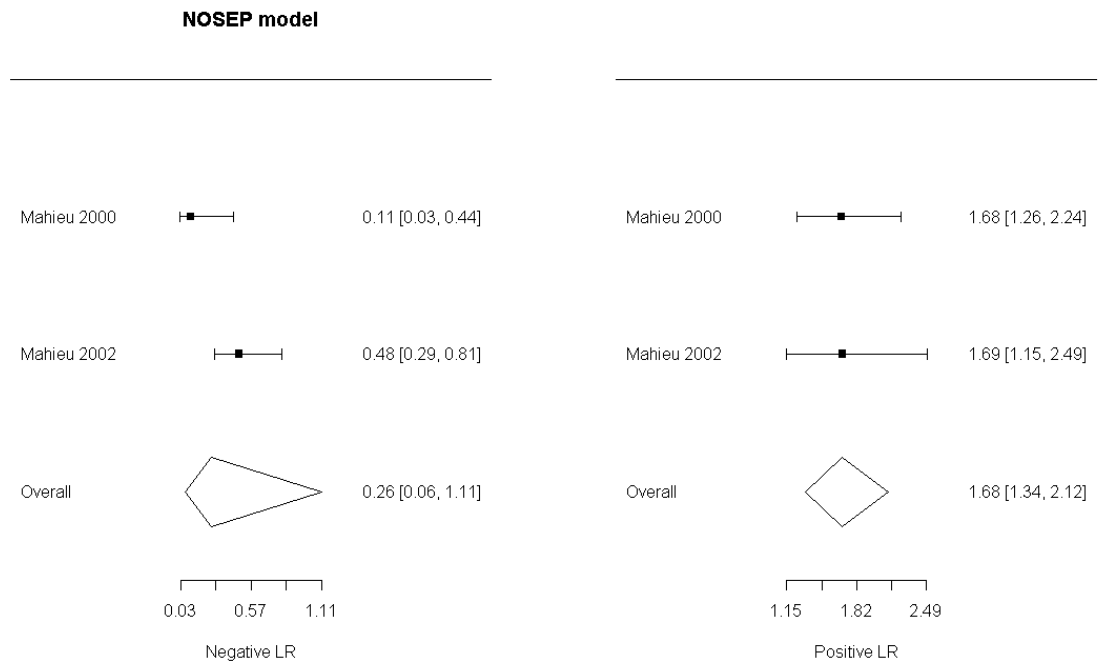 NOSEP model
Mahieu 2000 0.11 [0.03, 0.44]
Mahieu 2002 0.48 [0.29, 0.81]
Overall 0.26 [0.06, 1.11]
0.03 0.57 1.11
Negative LR
Mahieu 2000 1.68 [1.26, 2.24]
Mahieu 2002 1.69 [1.15, 2.49]
Overall 1.68 [1.34, 2.12]
1.15 1.82 2.49
Positive LR